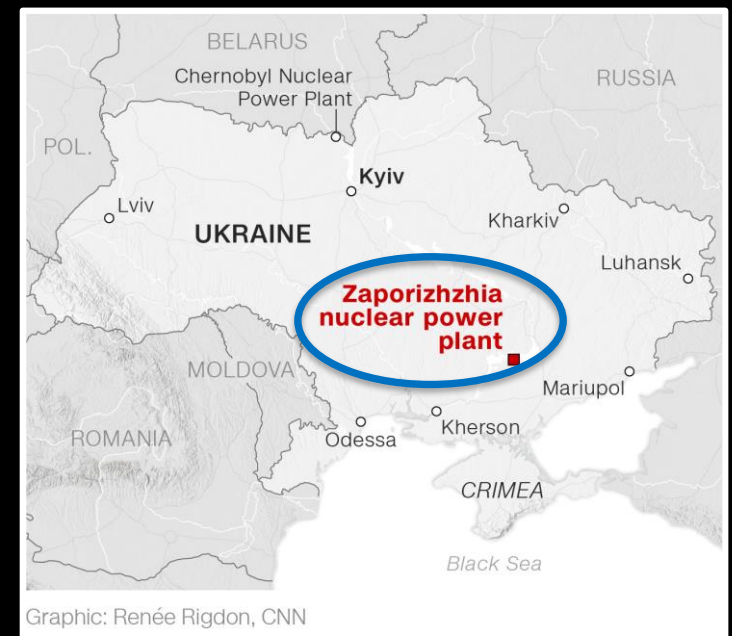 BELARUS
Chernobyl Nuclear
Power Plant
RUSSIA
POL.
Kyiv
Lviv
UKRAINE
Kharkiv
Luhansk
Zaporizhzhia
nuclear power
plant
MOLDOVA
Mariupol
ROMANIA
Odessa
Kherson
CRIMEA
Black Sea
Graphic: Renée Rigdon, CNN